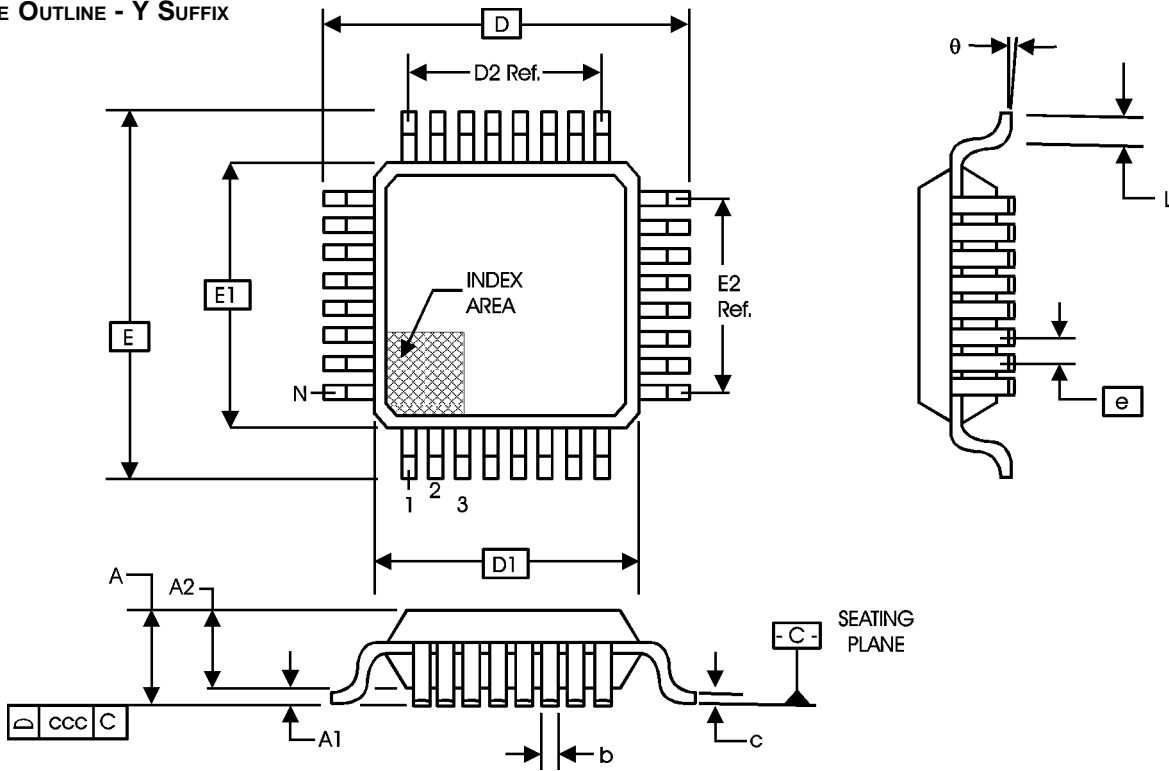 E OUTLINE - Y SUFFIX
D
D2 Ref.
θ
L
INDEX
AREA
E1
E
E2
Ref.
N
e
1
2
3
D1
A
A2
- C -
SEATING
PLANE
ccc C
A1
b
c